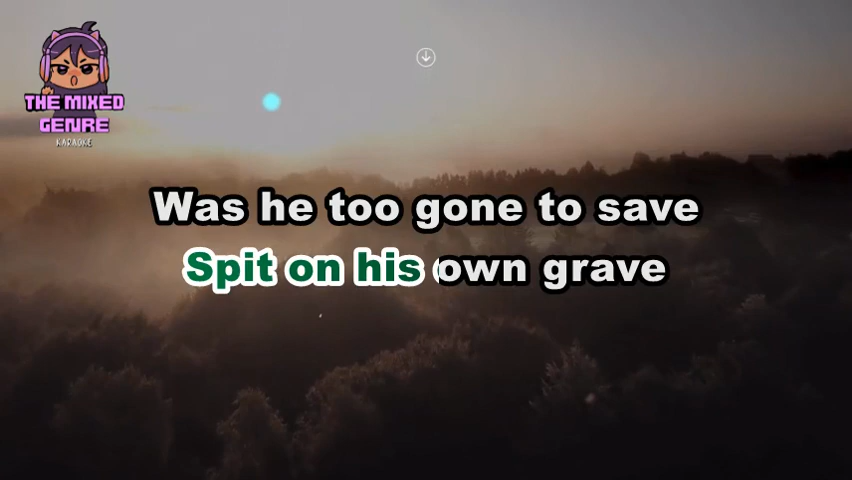 THE MIXED
GENRE
KARAOKE
Was he too gone to save
Spit on his own grave